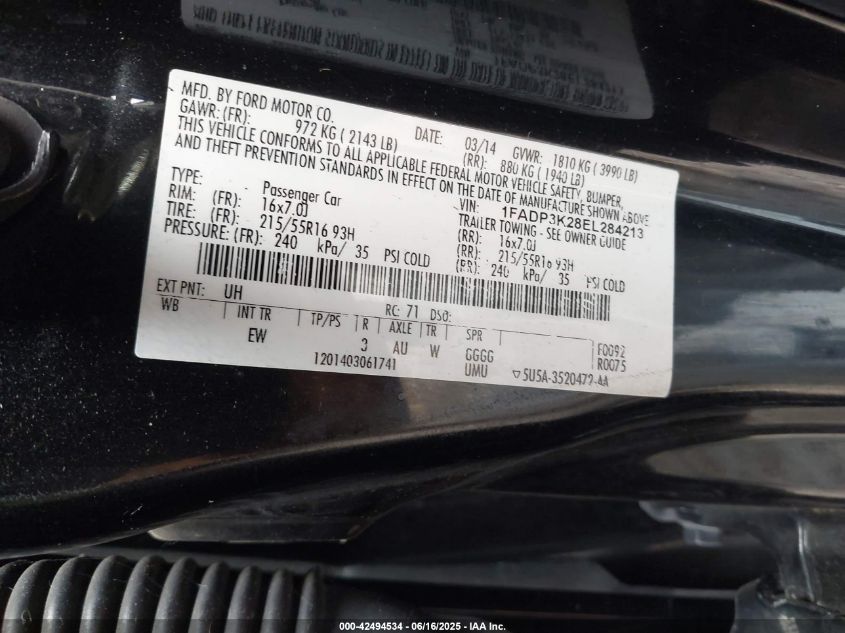 MFD. BY FORD MOTOR CO.
DATE: 03/14 GVWR: 1810 KG ( 3990 LB)
GAWR: (FR): 972 KG ( 2143 LB) (RR): 880 KG ( 1940 LB)
THIS VEHICLE CONFORMS TO ALL APPLICABLE FEDERAL MOTOR VEHICLE SAFETY, BUMPER,
AND THEFT PREVENTION STANDARDS IN EFFECT ON THE DATE OF MANUFACTURE SHOWN ABOVE
VIN: 1FADP3K28EL284213
TYPE: Passenger Car TRAILER TOWING - SEE OWNER GUIDE
RIM: (FR): 16x7.0J (RR): 16x7.0J
TIRE: (FR): 215/55R16 93H (RR): 215/55R16 93H
PRESSURE: (FR): 240 kPa/ 35 PSI COLD (RR): 240 kPa/ 35 PSI COLD
EXT PNT: UH RC: 71 DSO:
WB INT TR TP/PS R AXLE TR SPR
EW 3 AU W GGGG F0092
1201403061741 UMU R0075
▽5U5A-3520472-AA
000-42494534 - 06/16/2025 - IAA Inc.